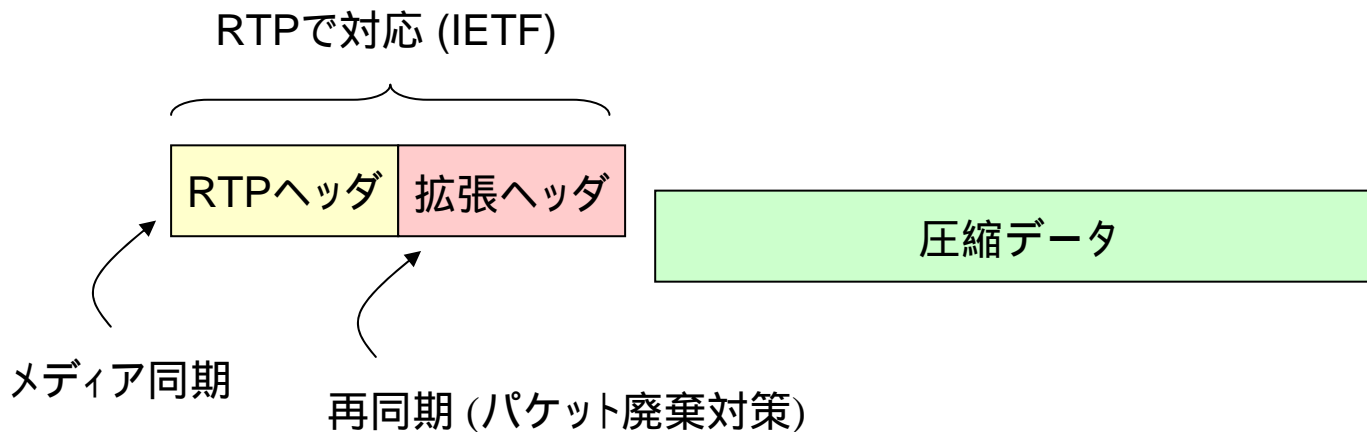 RTPで対応 (IETF)
RTPヘッダ
拡張ヘッダ
圧縮データ
メディア同期
再同期 (パケット廃棄対策)